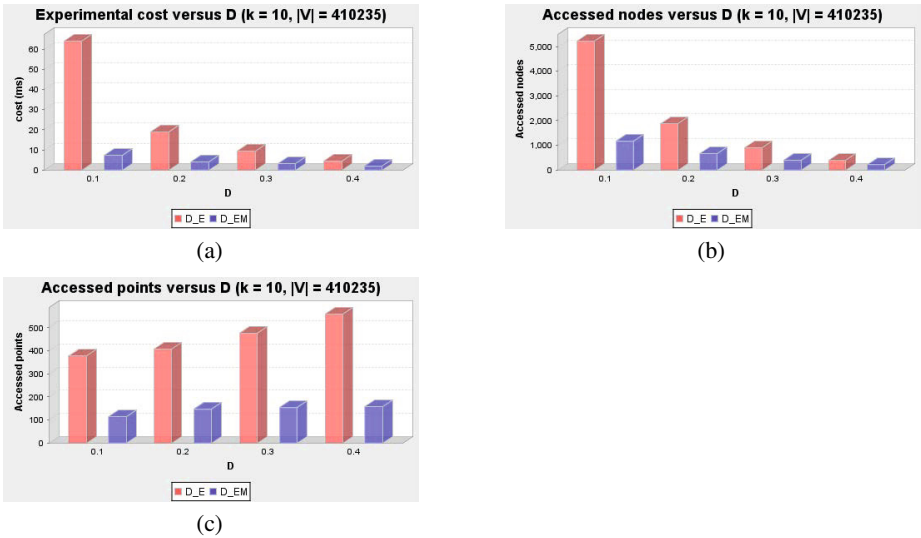 Experimental cost versus D (k = 10, |V| = 410235)
cost (ms)
60
50
40
30
20
10
0
0.1 0.2 0.3 0.4
D
D_E D_EM
(a)
Accessed nodes versus D (k = 10, |V| = 410235)
Accessed nodes
5,000
4,000
3,000
2,000
1,000
0
0.1 0.2 0.3 0.4
D
D_E D_EM
(b)
Accessed points versus D (k = 10, |V| = 410235)
Accessed points
500
400
300
200
100
0
0.1 0.2 0.3 0.4
D
D_E D_EM
(c)